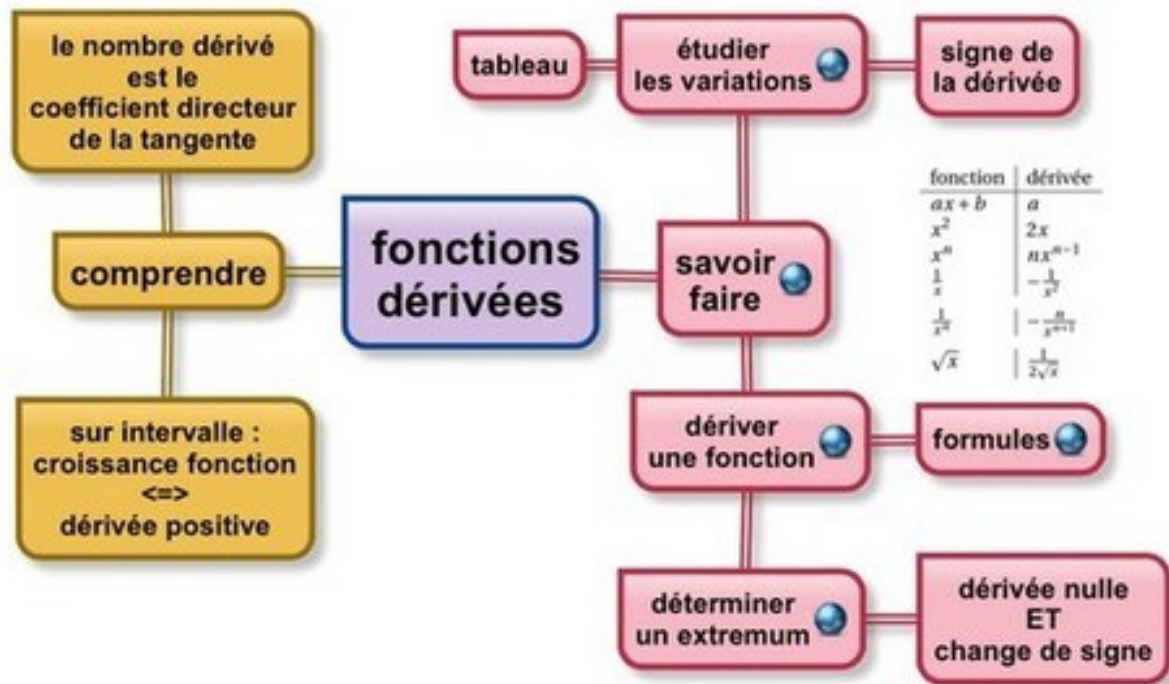 le nombre dérivé
est le
coefficient directeur
de la tangente
comprendre
sur intervalle :
croissance fonction
<=>
dérivée positive
fonctions
dérivées
tableau
étudier
les variations
signe de
la dérivée
savoir
faire
fonction | dérivée
ax + b | a
x² | 2x
xⁿ | nxⁿ⁻¹
1/x | -1/x²
1/xⁿ | -n/xⁿ⁺¹
√x | 1/(2√x)
dériver
une fonction
formules
déterminer
un extremum
dérivée nulle
ET
change de signe